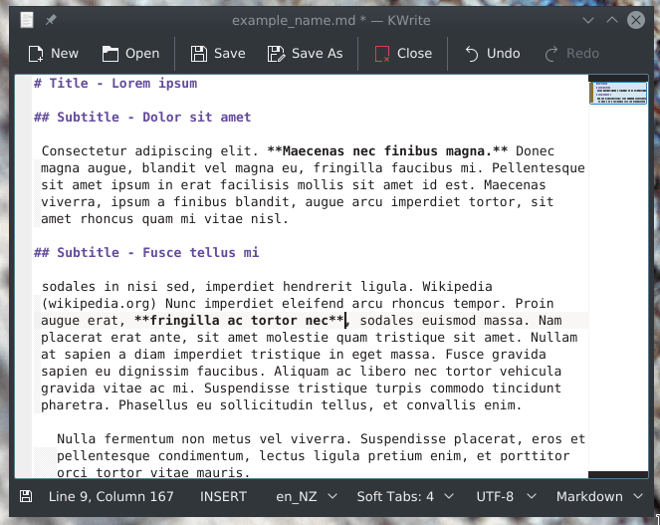 example_name.md * — KWrite
New Open Save Save As Close Undo Redo
# Title - Lorem ipsum
## Subtitle - Dolor sit amet
Consectetur adipiscing elit. **Maecenas nec finibus magna.** Donec
magna augue, blandit vel magna eu, fringilla faucibus mi. Pellentesque
sit amet ipsum in erat facilisis mollis sit amet id est. Maecenas
viverra, ipsum a finibus blandit, augue arcu imperdiet tortor, sit
amet rhoncus quam mi vitae nisl.
## Subtitle - Fusce tellus mi
sodales in nisi sed, imperdiet hendrerit ligula. Wikipedia
(wikipedia.org) Nunc imperdiet eleifend arcu rhoncus tempor. Proin
augue erat, **fringilla ac tortor nec**, sodales euismod massa. Nam
placerat erat ante, sit amet molestie quam tristique sit amet. Nullam
at sapien a diam imperdiet tristique in eget massa. Fusce gravida
sapien eu dignissim faucibus. Aliquam ac libero nec tortor vehicula
gravida vitae ac mi. Suspendisse tristique turpis commodo tincidunt
pharetra. Phasellus eu sollicitudin tellus, et convallis enim.
Nulla fermentum non metus vel viverra. Suspendisse placerat, eros et
pellentesque condimentum, lectus ligula pretium enim, et porttitor
orci tortor vitae mauris.
Line 9, Column 167 INSERT en_NZ Soft Tabs: 4 UTF-8 Markdown